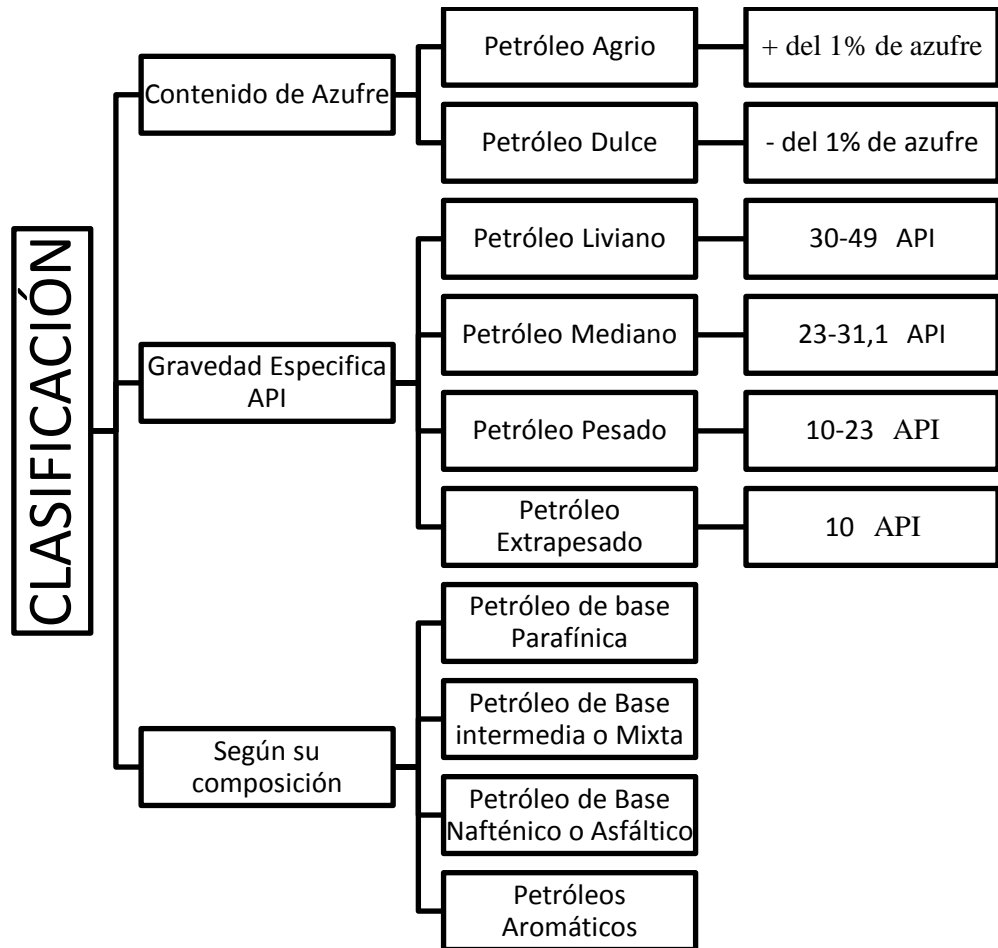 CLASIFICACIÓN
Contenido de Azufre
Petróleo Agrio
+ del 1% de azufre
Petróleo Dulce
- del 1% de azufre
Gravedad Especifica
API
Petróleo Liviano
30-49 API
Petróleo Mediano
23-31,1 API
Petróleo Pesado
10-23 API
Petróleo
Extrapesado
10 API
Según su
composición
Petróleo de base
Parafínica
Petróleo de Base
intermedia o Mixta
Petróleo de Base
Nafténico o Asfáltico
Petróleos
Aromáticos